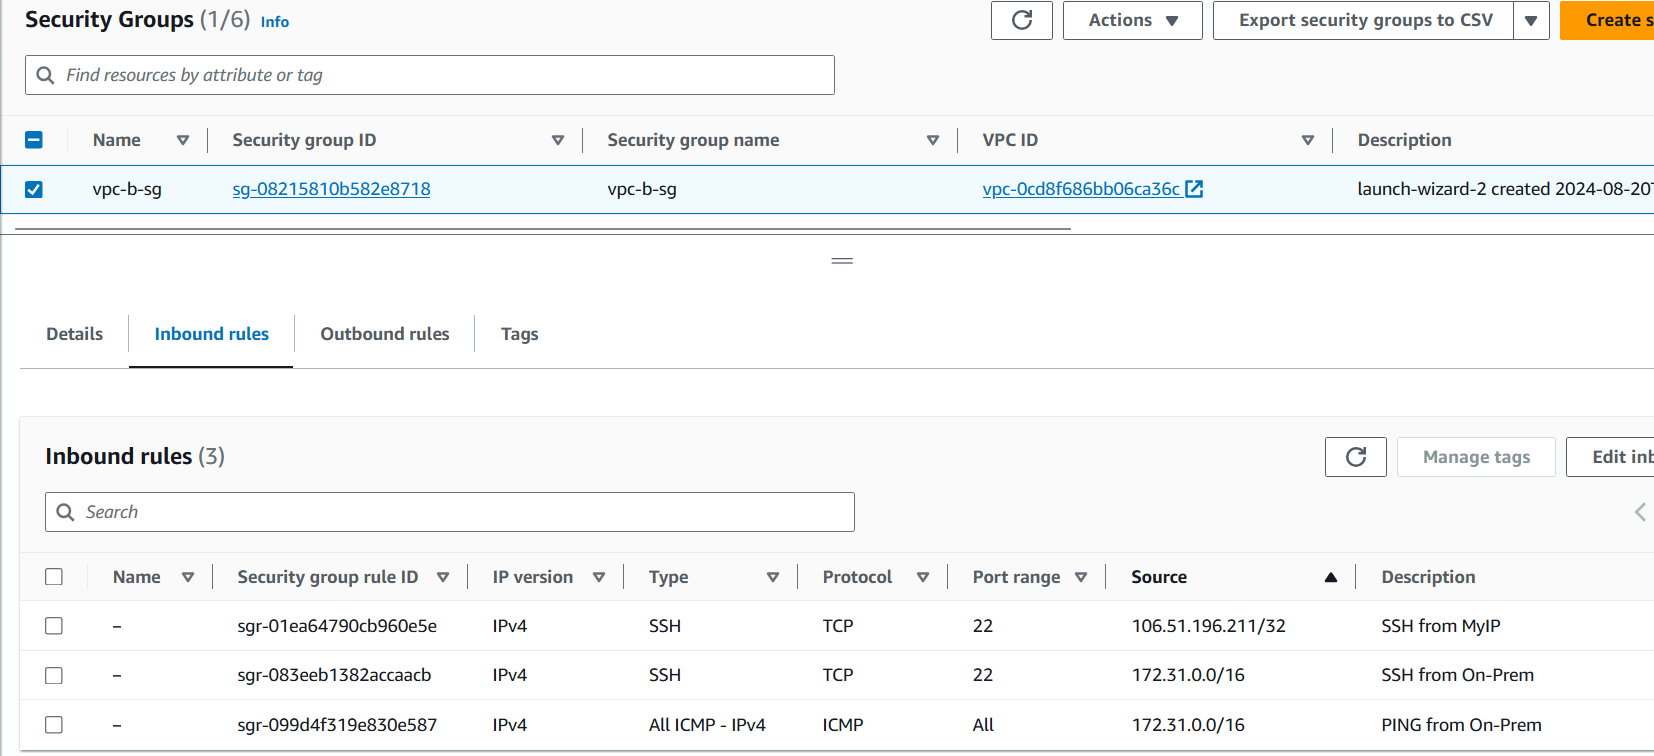 Security Groups (1/6) Info
Actions
Export security groups to CSV
Create s
Find resources by attribute or tag
Name Security group ID Security group name VPC ID Description
vpc-b-sg sg-08215810b582e8718 vpc-b-sg vpc-0cd8f686bb06ca36c launch-wizard-2 created 2024-08-20T
Details Inbound rules Outbound rules Tags
Inbound rules (3)
Manage tags
Edit inb
Search
Name Security group rule ID IP version Type Protocol Port range Source Description
– sgr-01ea64790cb960e5e IPv4 SSH TCP 22 106.51.196.211/32 SSH from MyIP
– sgr-083eeb1382accaacb IPv4 SSH TCP 22 172.31.0.0/16 SSH from On-Prem
– sgr-099d4f319e830e587 IPv4 All ICMP - IPv4 ICMP All 172.31.0.0/16 PING from On-Prem